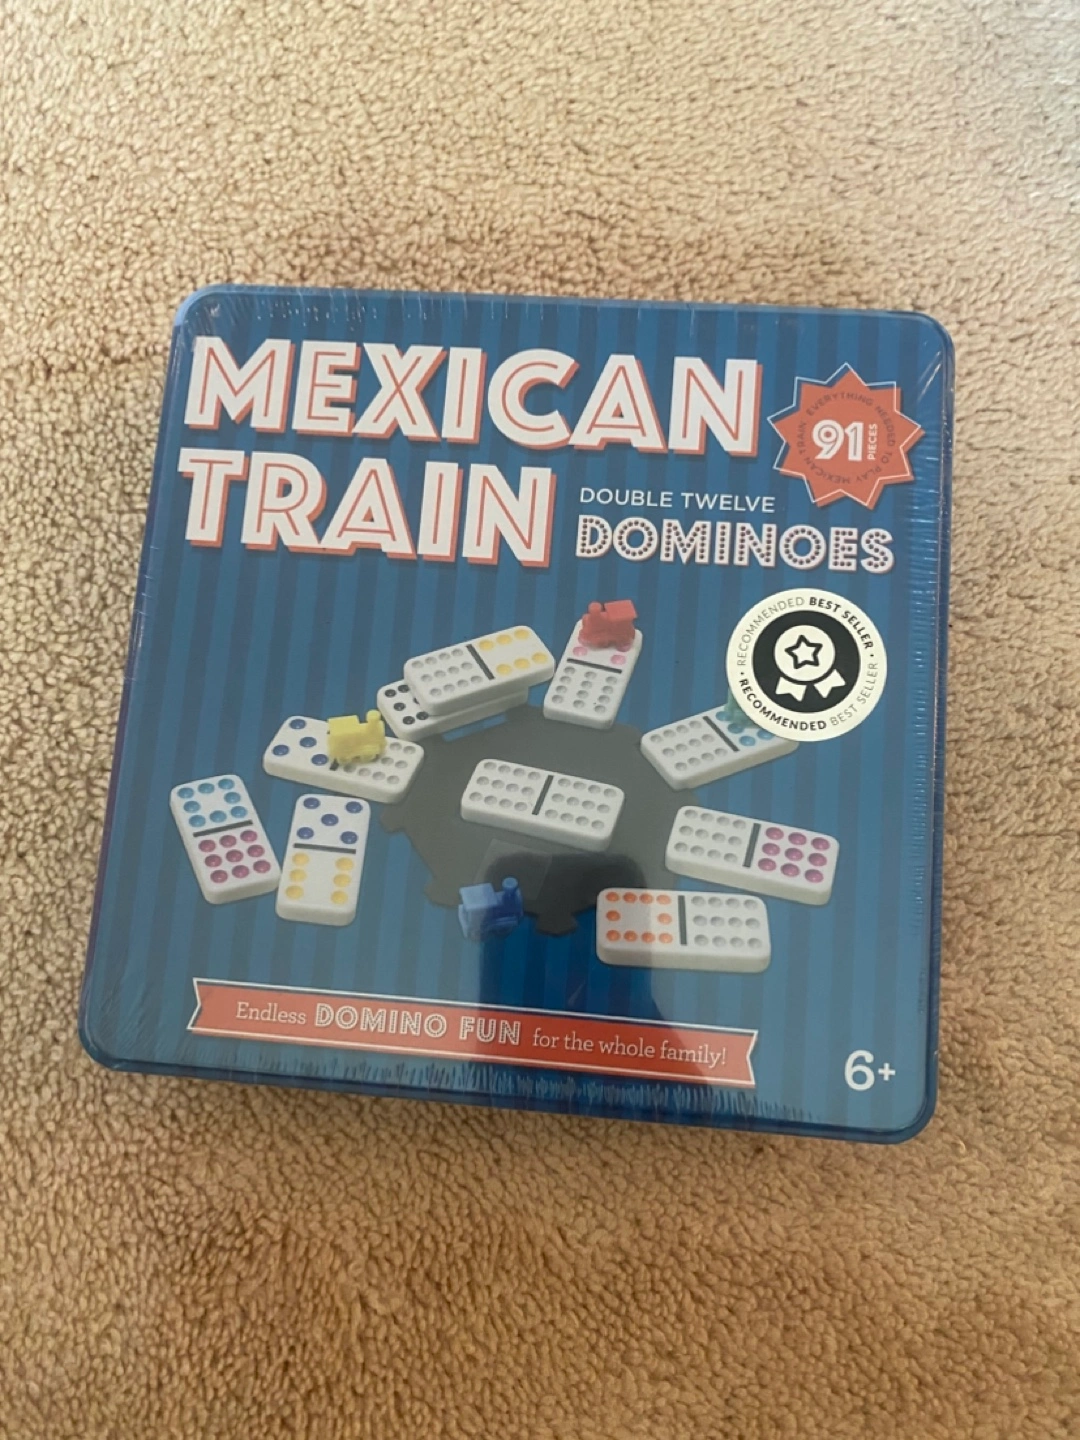 MEXICAN
TRAIN
EVERYTHING NEEDED TO PLAY MEXICAN TRAIN
91
PIECES
DOUBLE TWELVE
DOMINOES
RECOMMENDED BEST SELLER
RECOMMENDED BEST SELLER
Endless DOMINO FUN for the whole family!
6+